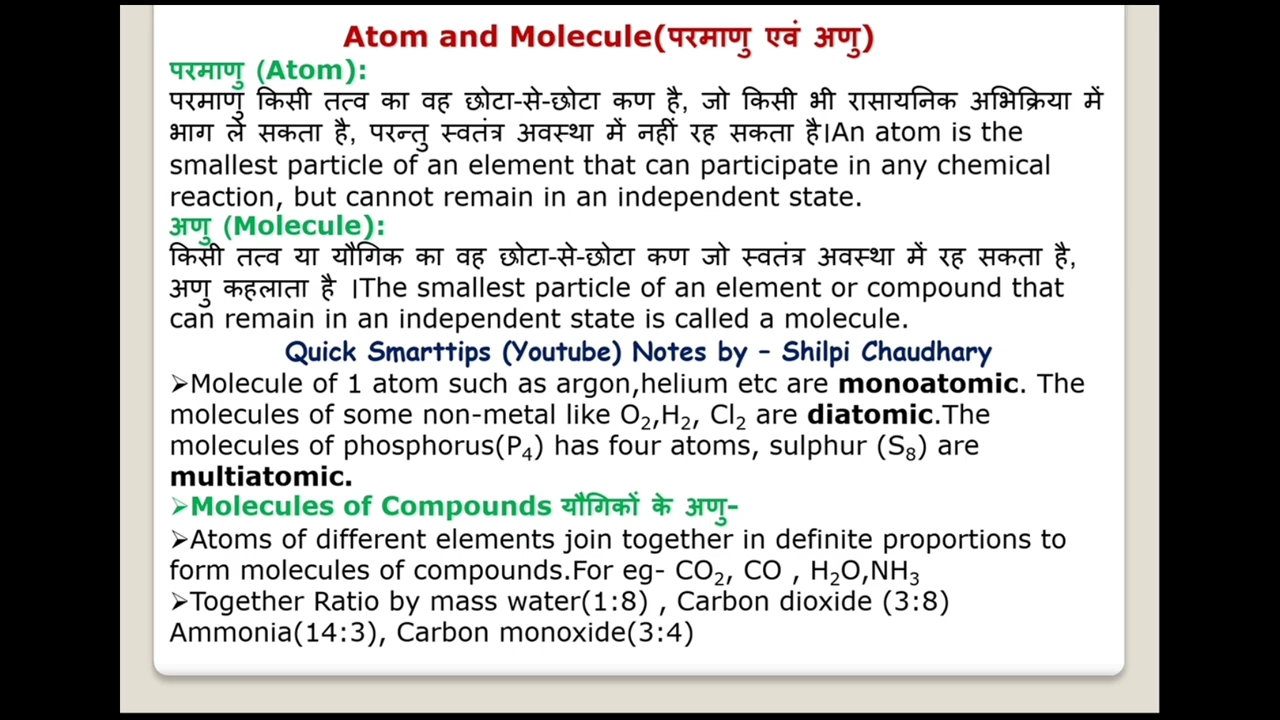 Atom and Molecule(परमाणु एवं अणु)
परमाणु (Atom):
परमाणु किसी तत्व का वह छोटा-से-छोटा कण है, जो किसी भी रासायनिक अभिक्रिया में
भाग ले सकता है, परन्तु स्वतंत्र अवस्था में नहीं रह सकता है।An atom is the
smallest particle of an element that can participate in any chemical
reaction, but cannot remain in an independent state.
अणु (Molecule):
किसी तत्व या यौगिक का वह छोटा-से-छोटा कण जो स्वतंत्र अवस्था में रह सकता है,
अणु कहलाता है ।The smallest particle of an element or compound that
can remain in an independent state is called a molecule.
Quick Smarttips (Youtube) Notes by – Shilpi Chaudhary
➢Molecule of 1 atom such as argon,helium etc are monoatomic. The
molecules of some non-metal like O₂,H₂, Cl₂ are diatomic.The
molecules of phosphorus(P₄) has four atoms, sulphur (S₈) are
multiatomic.
➢Molecules of Compounds यौगिकों के अणु-
➢Atoms of different elements join together in definite proportions to
form molecules of compounds.For eg- CO₂, CO , H₂O,NH₃
➢Together Ratio by mass water(1:8) , Carbon dioxide (3:8)
Ammonia(14:3), Carbon monoxide(3:4)